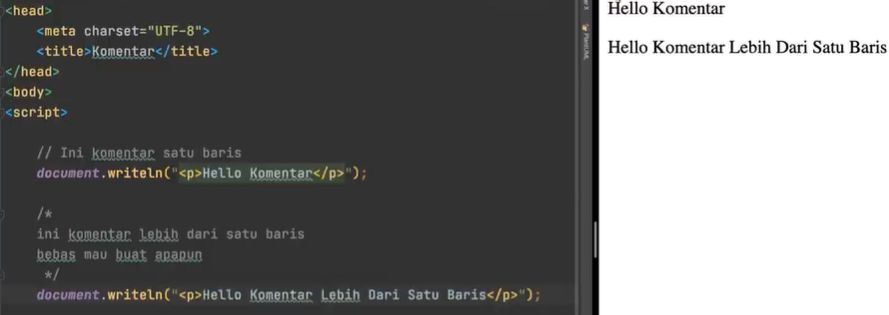 <head>
<meta charset="UTF-8">
<title>Komentar</title>
</head>
<body>
<script>
// Ini komentar satu baris
document.writeln("<p>Hello Komentar</p>");
/*
ini komentar lebih dari satu baris
bebas mau buat apapun
*/
document.writeln("<p>Hello Komentar Lebih Dari Satu Baris</p>");
PlantUML
Hello Komentar
Hello Komentar Lebih Dari Satu Baris